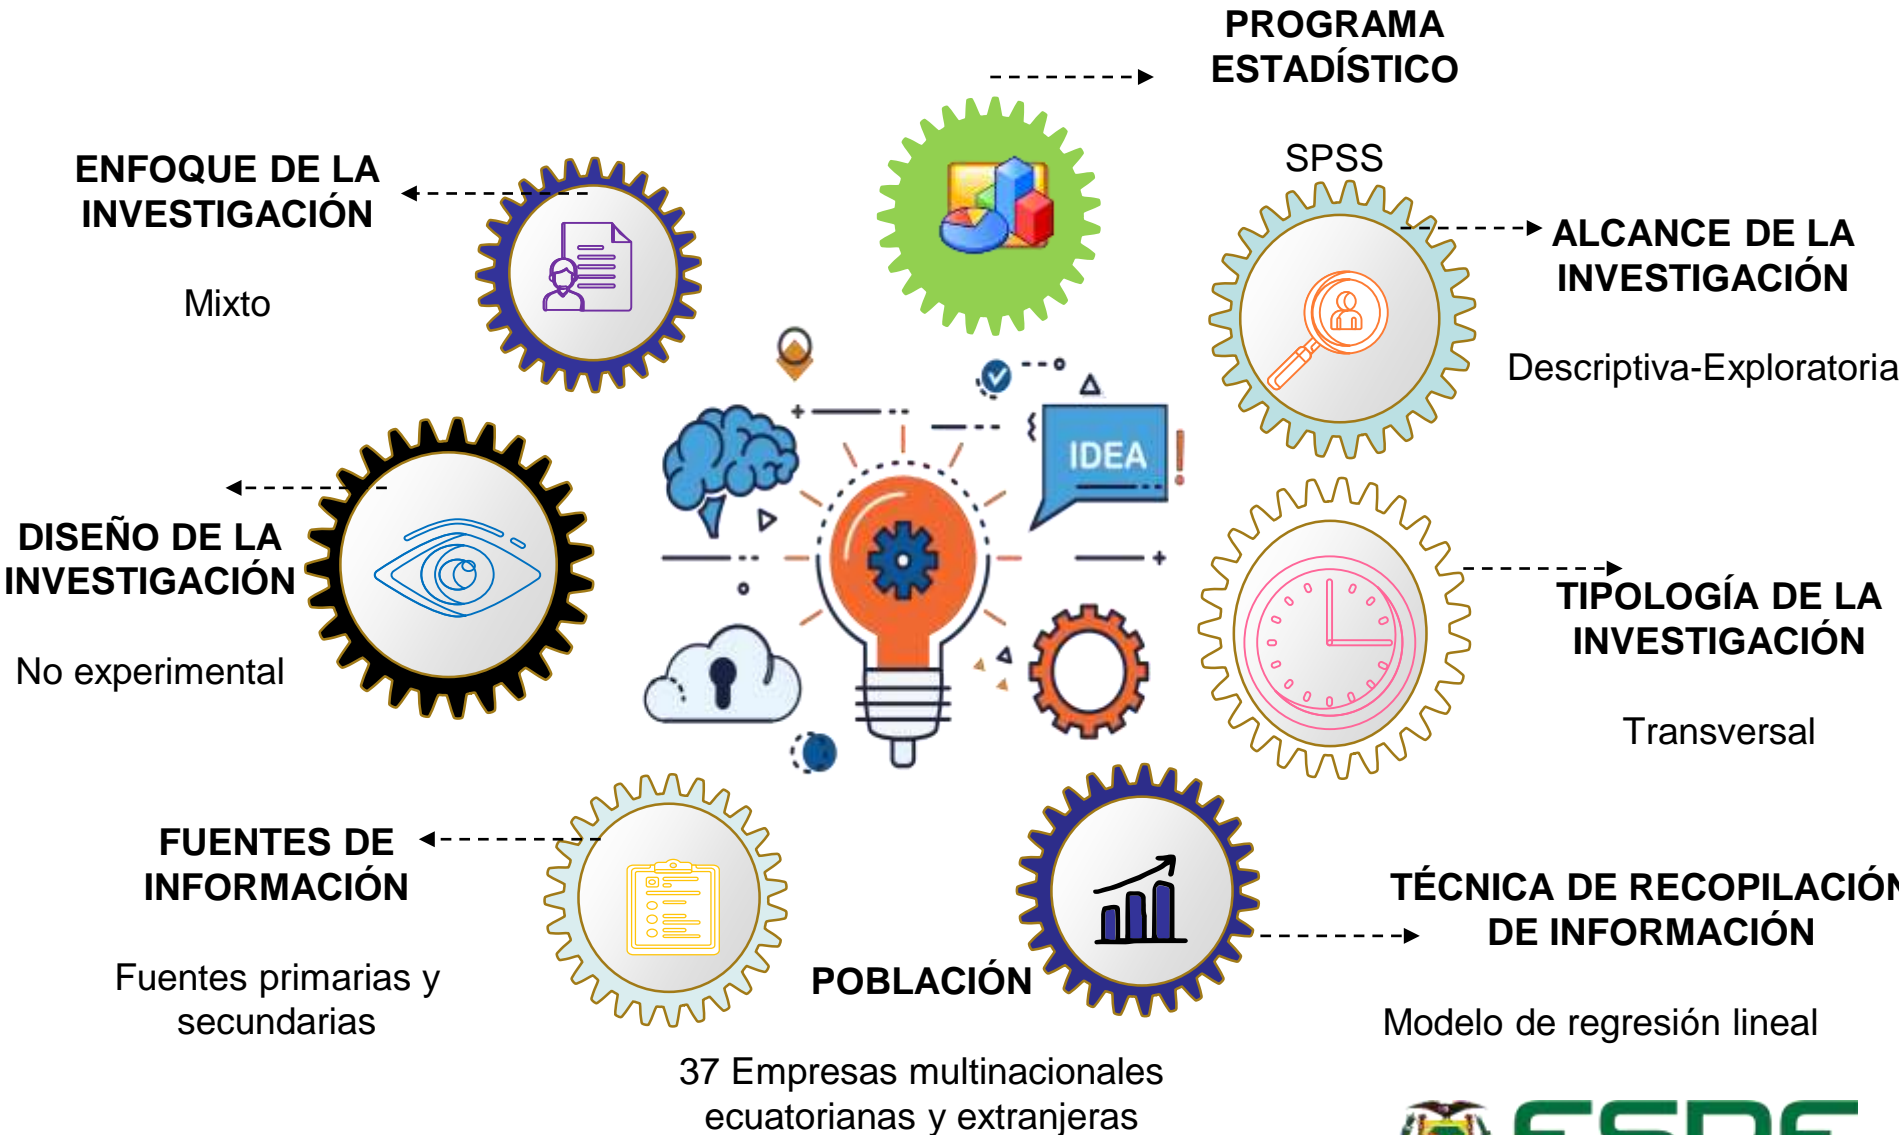 PROGRAMA
ESTADÍSTICO
SPSS
ENFOQUE DE LA
INVESTIGACIÓN
Mixto
ALCANCE DE LA
INVESTIGACIÓN
Descriptiva-Exploratoria
IDEA
DISEÑO DE LA
INVESTIGACIÓN
No experimental
TIPOLOGÍA DE LA
INVESTIGACIÓN
Transversal
FUENTES DE
INFORMACIÓN
Fuentes primarias y
secundarias
POBLACIÓN
37 Empresas multinacionales
ecuatorianas y extranjeras
TÉCNICA DE RECOPILACIÓN
DE INFORMACIÓN
Modelo de regresión lineal
ESPE